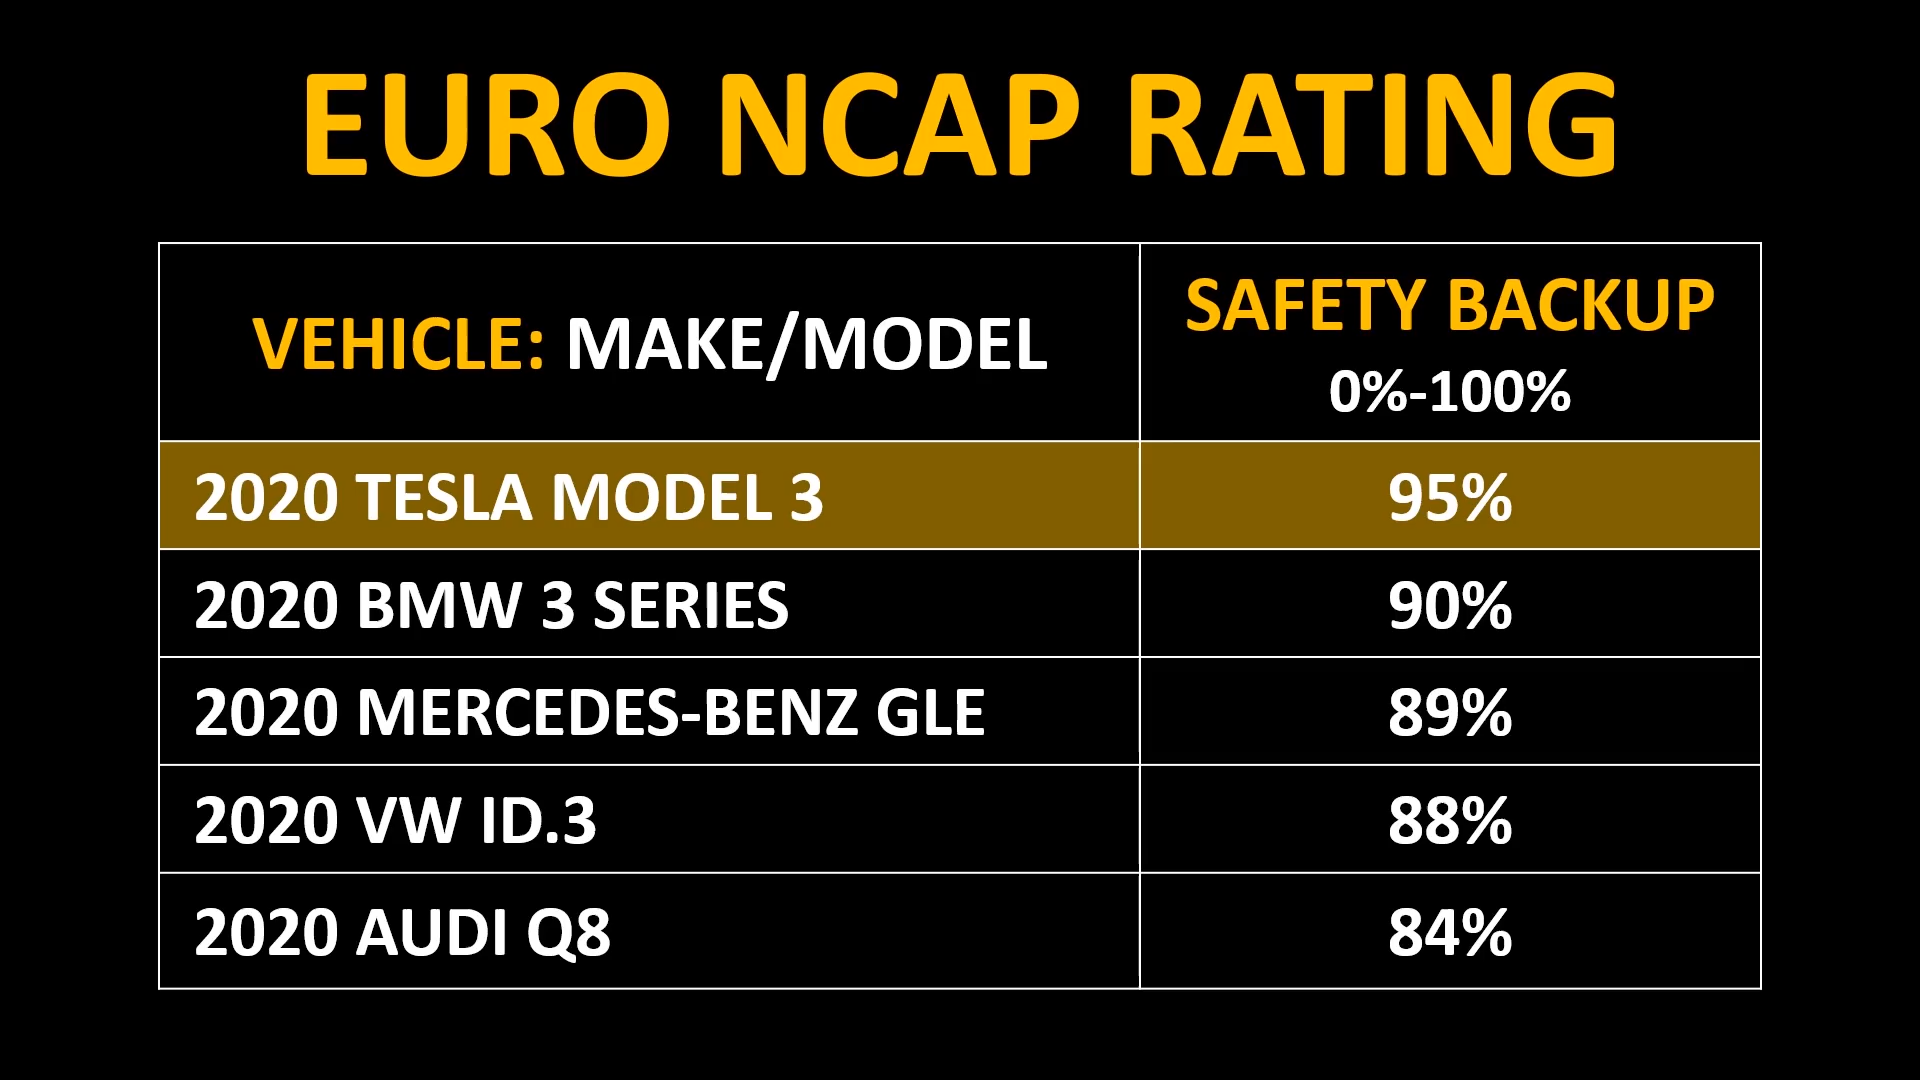 EURO NCAP RATING
VEHICLE: MAKE/MODEL
SAFETY BACKUP
0%-100%
2020 TESLA MODEL 3
95%
2020 BMW 3 SERIES
90%
2020 MERCEDES-BENZ GLE
89%
2020 VW ID.3
88%
2020 AUDI Q8
84%